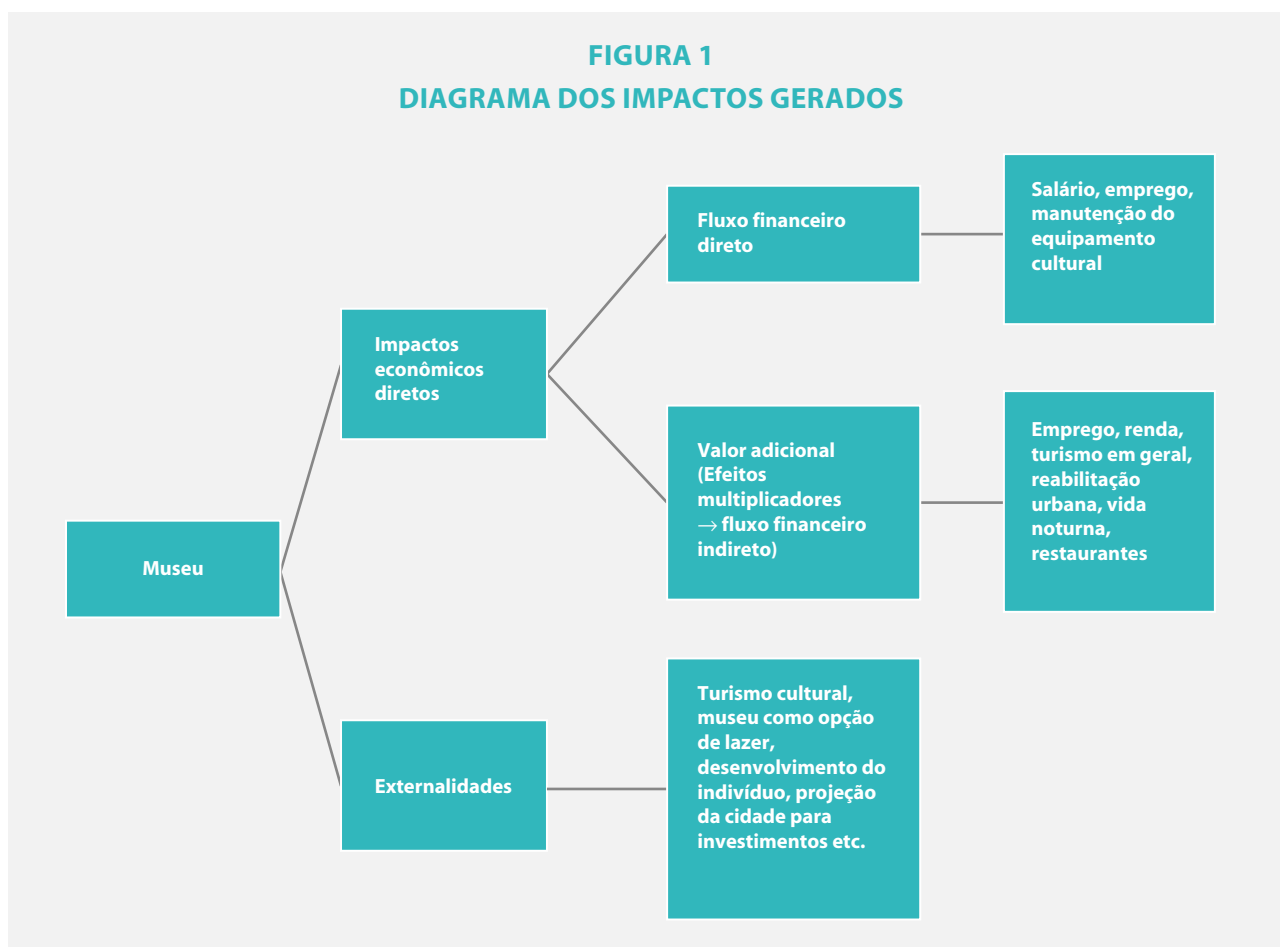 FIGURA 1
DIAGRAMA DOS IMPACTOS GERADOS
Museu
Impactos
econômicos
diretos
Fluxo financeiro
direto
Salário, emprego,
manutenção do
equipamento
cultural
Valor adicional
(Efeitos
multiplicadores
→ fluxo financeiro
indireto)
Emprego, renda,
turismo em geral,
reabilitação
urbana, vida
noturna,
restaurantes
Externalidades
Turismo cultural,
museu como opção
de lazer,
desenvolvimento do
indivíduo, projeção
da cidade para
investimentos etc.